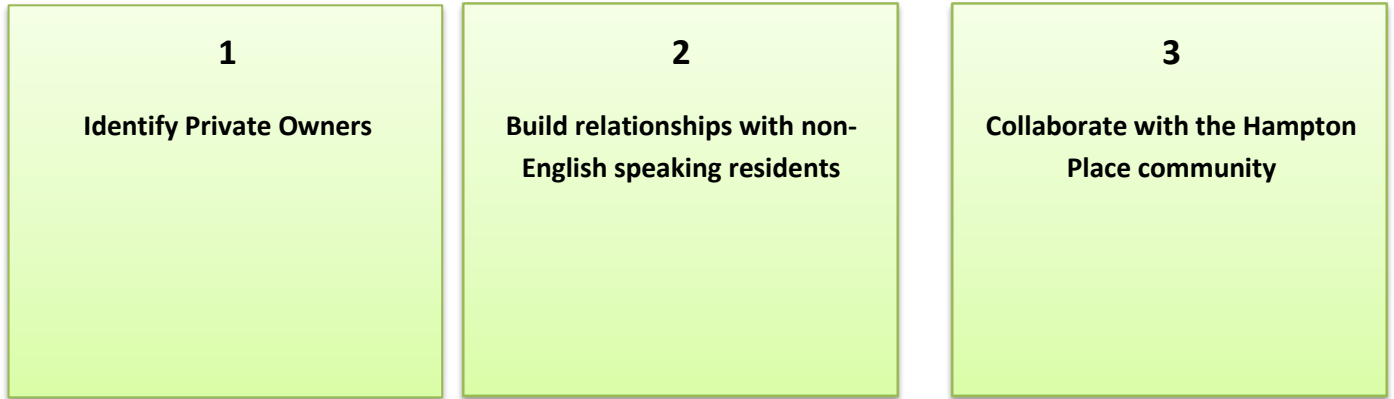 1
Identify Private Owners
2
Build relationships with non-
English speaking residents
3
Collaborate with the Hampton
Place community